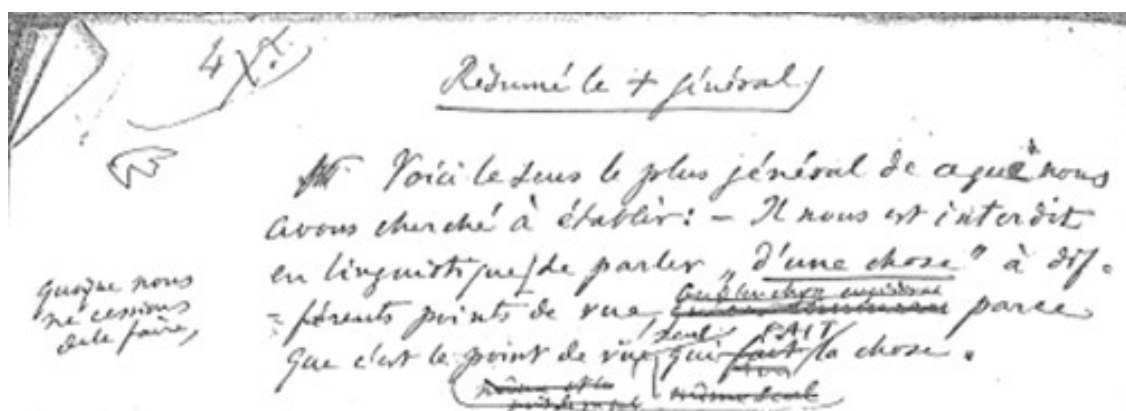 4
Résumé le + général
Voici le sens le plus général de ce que nous
avons cherché à établir : – Il nous est interdit
en linguistique, de parler „ d'une chose " à dif-
quoique nous
ne cessions
de le faire,
= férents points de vue, parce
que c'est le point de vue seul qui FAIT la chose.
fait